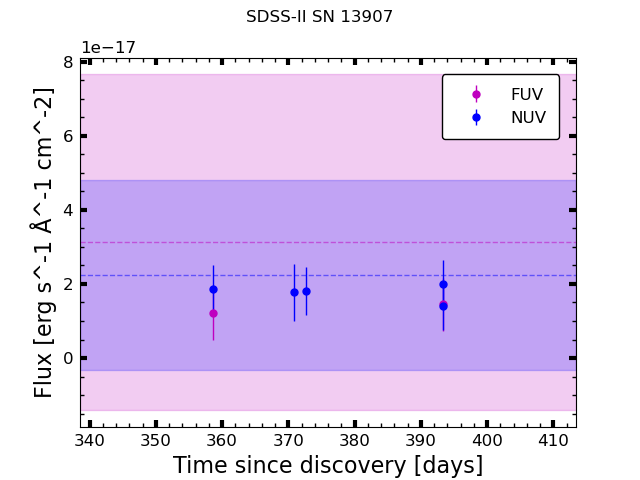 SDSS-II SN 13907
1e−17
8
6
4
2
0
Flux [erg s^-1 Å^-1 cm^-2]
FUV
NUV
340 350 360 370 380 390 400 410
Time since discovery [days]